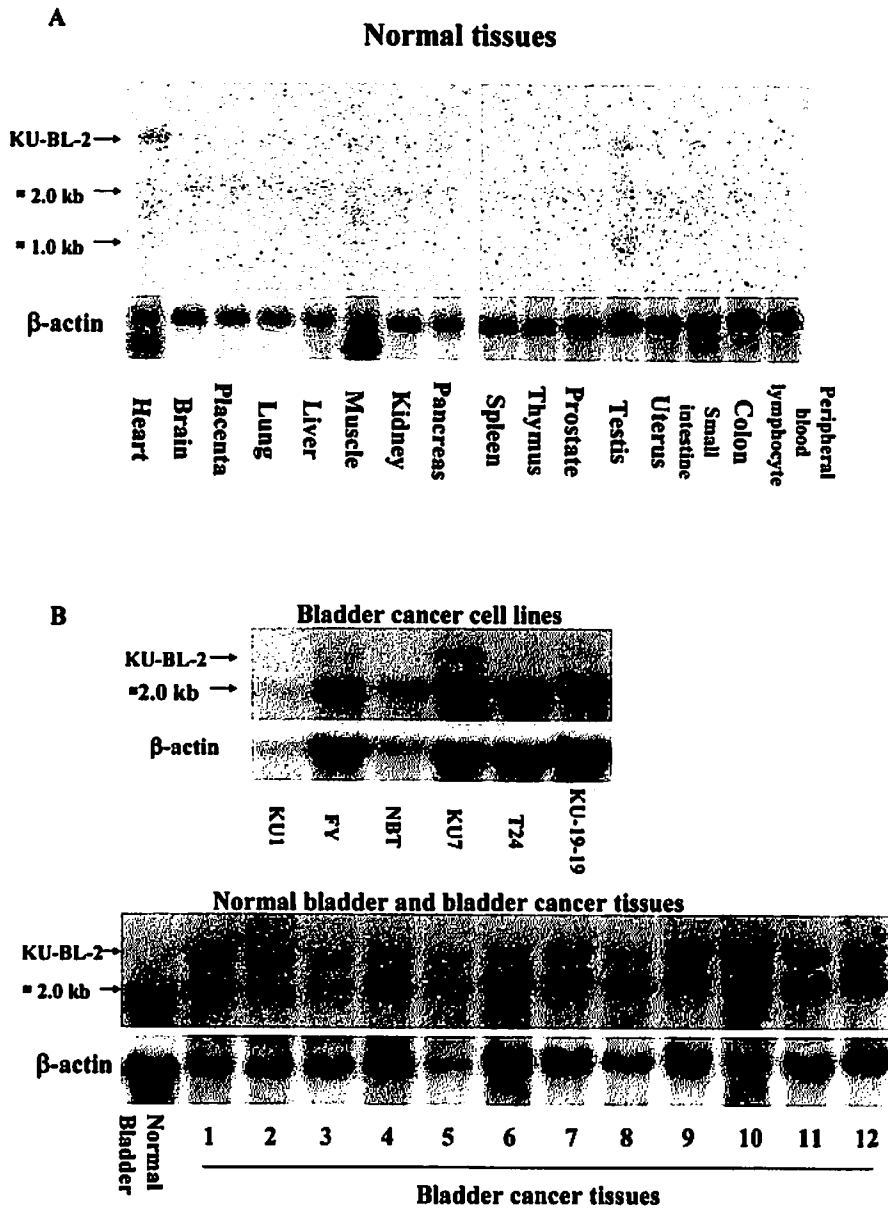 A
Normal tissues
KU-BL-2
≈ 2.0 kb
≈ 1.0 kb
β-actin
Heart
Brain
Placenta
Lung
Liver
Muscle
Kidney
Pancreas
Spleen
Thymus
Prostate
Testis
Uterus
Small
intestine
Colon
Peripheral
blood
lymphocyte
B
Bladder cancer cell lines
KU-BL-2
≈2.0 kb
β-actin
KU1
FY
NBT
KU7
T24
KU-19-19
Normal bladder and bladder cancer tissues
KU-BL-2
≈ 2.0 kb
β-actin
Normal
Bladder
1 2 3 4 5 6 7 8 9 10 11 12
Bladder cancer tissues